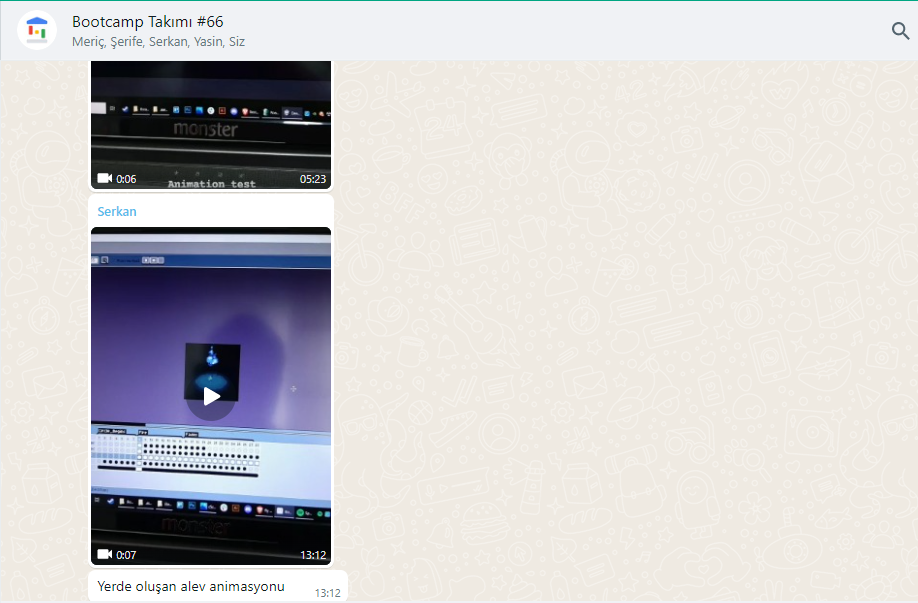 Bootcamp Takımı #66
Meriç, Şerife, Serkan, Yasin, Siz
monster
Animation test
0:06
05:23
Serkan
monster
0:07
13:12
Yerde oluşan alev animasyonu
13:12